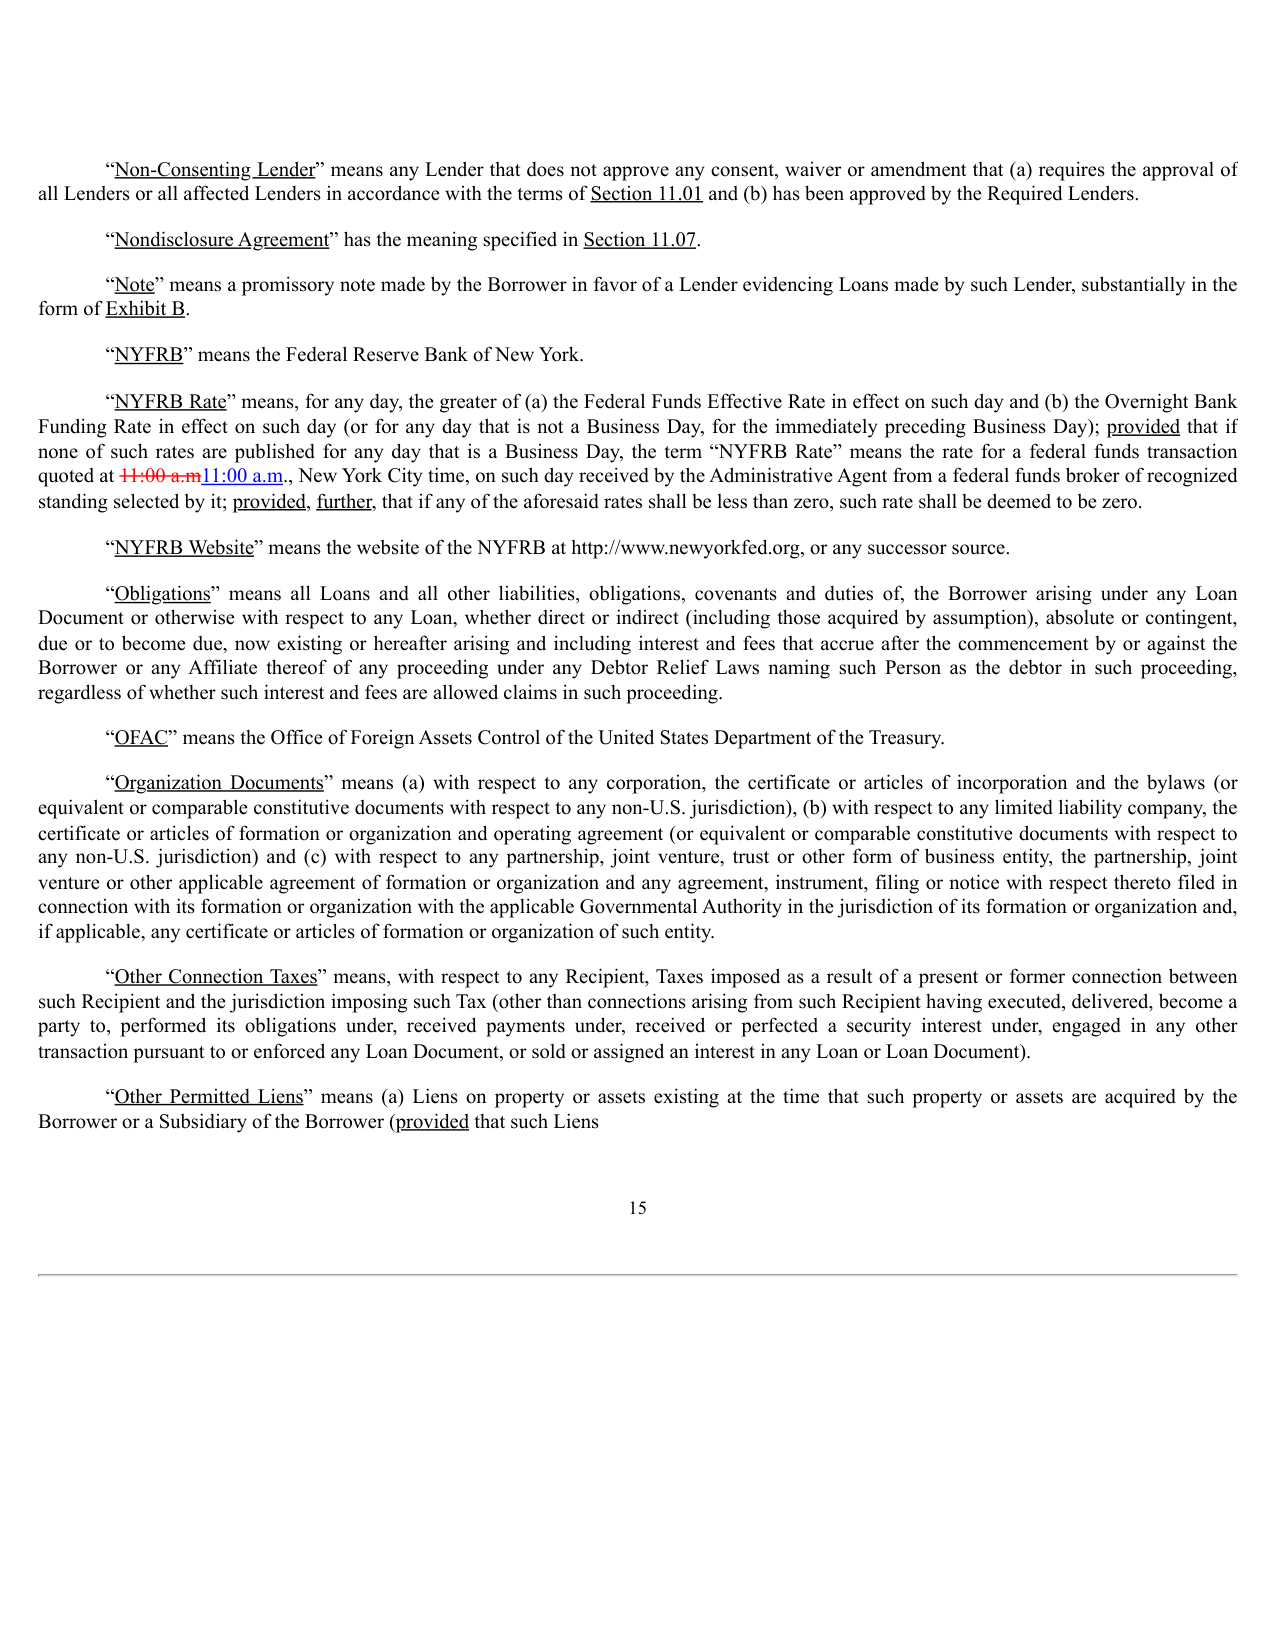 “Non-Consenting Lender” means any Lender that does not approve any consent, waiver or amendment that (a) requires the approval of
all Lenders or all affected Lenders in accordance with the terms of Section 11.01 and (b) has been approved by the Required Lenders.
“Nondisclosure Agreement” has the meaning specified in Section 11.07.
“Note” means a promissory note made by the Borrower in favor of a Lender evidencing Loans made by such Lender, substantially in the
form of Exhibit B.
“NYFRB” means the Federal Reserve Bank of New York.
“NYFRB Rate” means, for any day, the greater of (a) the Federal Funds Effective Rate in effect on such day and (b) the Overnight Bank
Funding Rate in effect on such day (or for any day that is not a Business Day, for the immediately preceding Business Day); provided that if
none of such rates are published for any day that is a Business Day, the term “NYFRB Rate” means the rate for a federal funds transaction
quoted at 11:00 a.m11:00 a.m., New York City time, on such day received by the Administrative Agent from a federal funds broker of recognized
standing selected by it; provided, further, that if any of the aforesaid rates shall be less than zero, such rate shall be deemed to be zero.
“NYFRB Website” means the website of the NYFRB at http://www.newyorkfed.org, or any successor source.
“Obligations” means all Loans and all other liabilities, obligations, covenants and duties of, the Borrower arising under any Loan
Document or otherwise with respect to any Loan, whether direct or indirect (including those acquired by assumption), absolute or contingent,
due or to become due, now existing or hereafter arising and including interest and fees that accrue after the commencement by or against the
Borrower or any Affiliate thereof of any proceeding under any Debtor Relief Laws naming such Person as the debtor in such proceeding,
regardless of whether such interest and fees are allowed claims in such proceeding.
“OFAC” means the Office of Foreign Assets Control of the United States Department of the Treasury.
“Organization Documents” means (a) with respect to any corporation, the certificate or articles of incorporation and the bylaws (or
equivalent or comparable constitutive documents with respect to any non-U.S. jurisdiction), (b) with respect to any limited liability company, the
certificate or articles of formation or organization and operating agreement (or equivalent or comparable constitutive documents with respect to
any non-U.S. jurisdiction) and (c) with respect to any partnership, joint venture, trust or other form of business entity, the partnership, joint
venture or other applicable agreement of formation or organization and any agreement, instrument, filing or notice with respect thereto filed in
connection with its formation or organization with the applicable Governmental Authority in the jurisdiction of its formation or organization and,
if applicable, any certificate or articles of formation or organization of such entity.
“Other Connection Taxes” means, with respect to any Recipient, Taxes imposed as a result of a present or former connection between
such Recipient and the jurisdiction imposing such Tax (other than connections arising from such Recipient having executed, delivered, become a
party to, performed its obligations under, received payments under, received or perfected a security interest under, engaged in any other
transaction pursuant to or enforced any Loan Document, or sold or assigned an interest in any Loan or Loan Document).
“Other Permitted Liens” means (a) Liens on property or assets existing at the time that such property or assets are acquired by the
Borrower or a Subsidiary of the Borrower (provided that such Liens
15